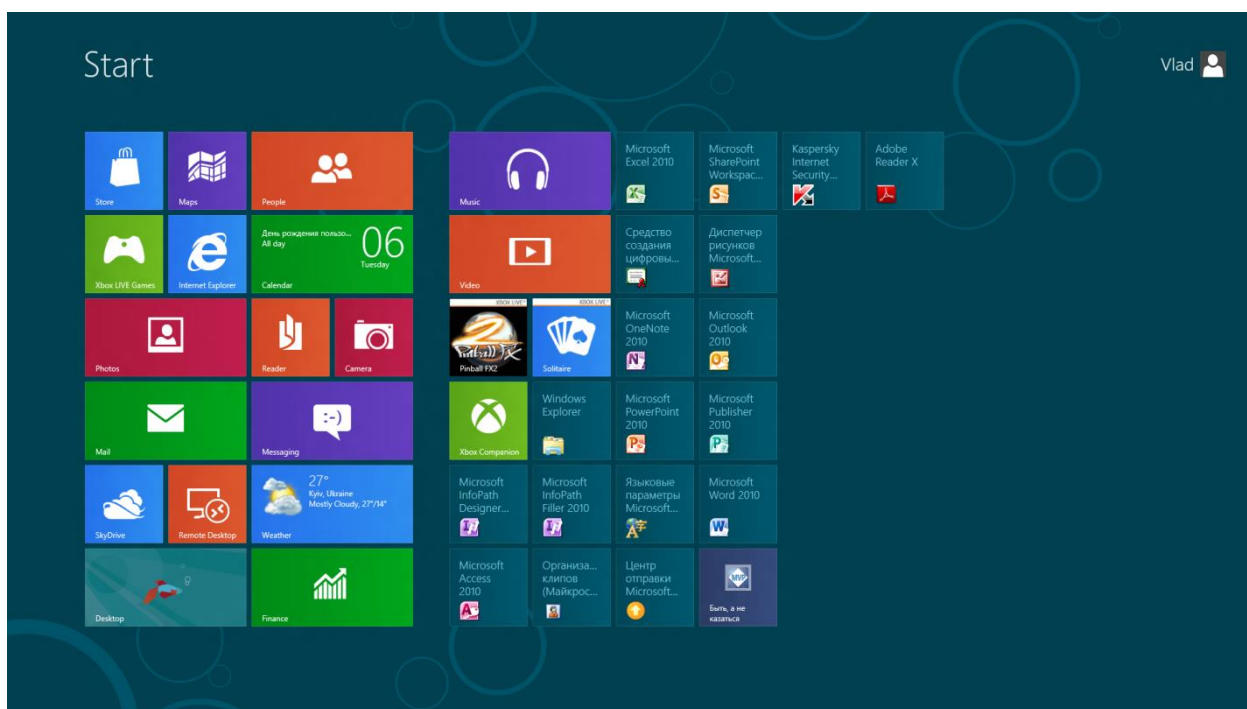 Start
Vlad
Store
Maps
People
Xbox LIVE Games
Internet Explorer
День рождения пользо...
All day
06
Tuesday
Calendar
Photos
Reader
Camera
Mail
Messaging
SkyDrive
Remote Desktop
27°
Kyiv, Ukraine
Mostly Cloudy, 27°/14°
Weather
Desktop
Finance
Music
Microsoft
Excel 2010
Microsoft
SharePoint
Workspac...
Kaspersky
Internet
Security...
Adobe
Reader X
Video
Средство
создания
цифровы...
Диспетчер
рисунков
Microsoft...
XBOX LIVE
Pinball FX
2
Pinball FX2
XBOX LIVE
Solitaire
Microsoft
OneNote
2010
Microsoft
Outlook
2010
Xbox Companion
Windows
Explorer
Microsoft
PowerPoint
2010
Microsoft
Publisher
2010
Microsoft
InfoPath
Designer...
Microsoft
InfoPath
Filler 2010
Языковые
параметры
Microsoft...
Microsoft
Word 2010
Microsoft
Access
2010
Организа...
клипов
(Майкрос...
Центр
отправки
Microsoft...
MVP
Быть, а не
казаться